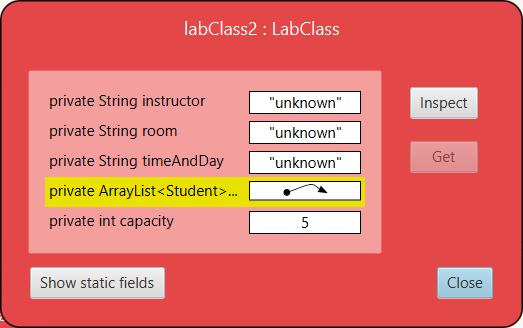 labClass2 : LabClass
private String instructor "unknown"
Inspect
private String room "unknown"
private String timeAndDay "unknown"
Get
private ArrayList<Student>...
private int capacity 5
Show static fields
Close